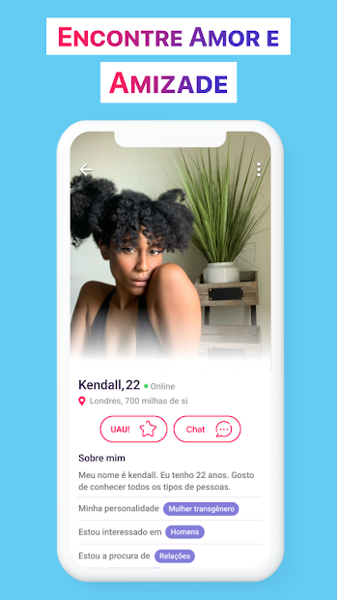 ENCONTRE AMOR E
AMIZADE
Kendall, 22 Online
Londres, 700 milhas de si
UAU! Chat
Sobre mim
Meu nome é kendall. Eu tenho 22 anos. Gosto
de conhecer todos os tipos de pessoas.
Minha personalidade Mulher transgênero
Estou interessado em Homens
Estou a procura de Relações